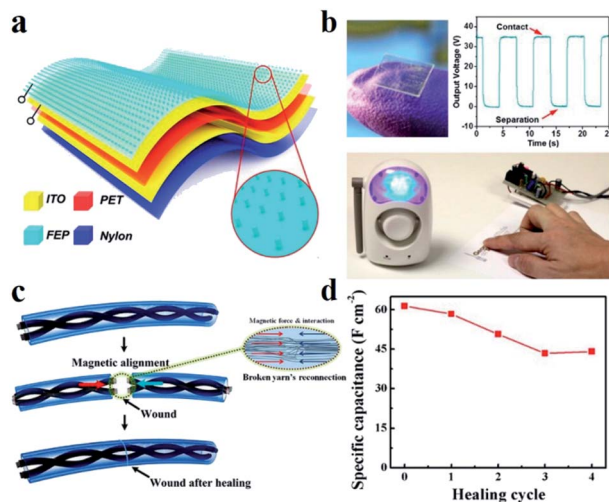 a
ITO
PET
FEP
Nylon
b
Output Voltage (V)
40
30
20
10
0
Contact
Separation
0
5
10
15
20
25
Time (s)
c
Magnetic alignment
Wound
Wound after healing
Magnetic force & interaction
Broken yarn's reconnection
d
Specific capacitance (F cm⁻²)
60
45
30
15
0
0
1
2
3
4
Healing cycle